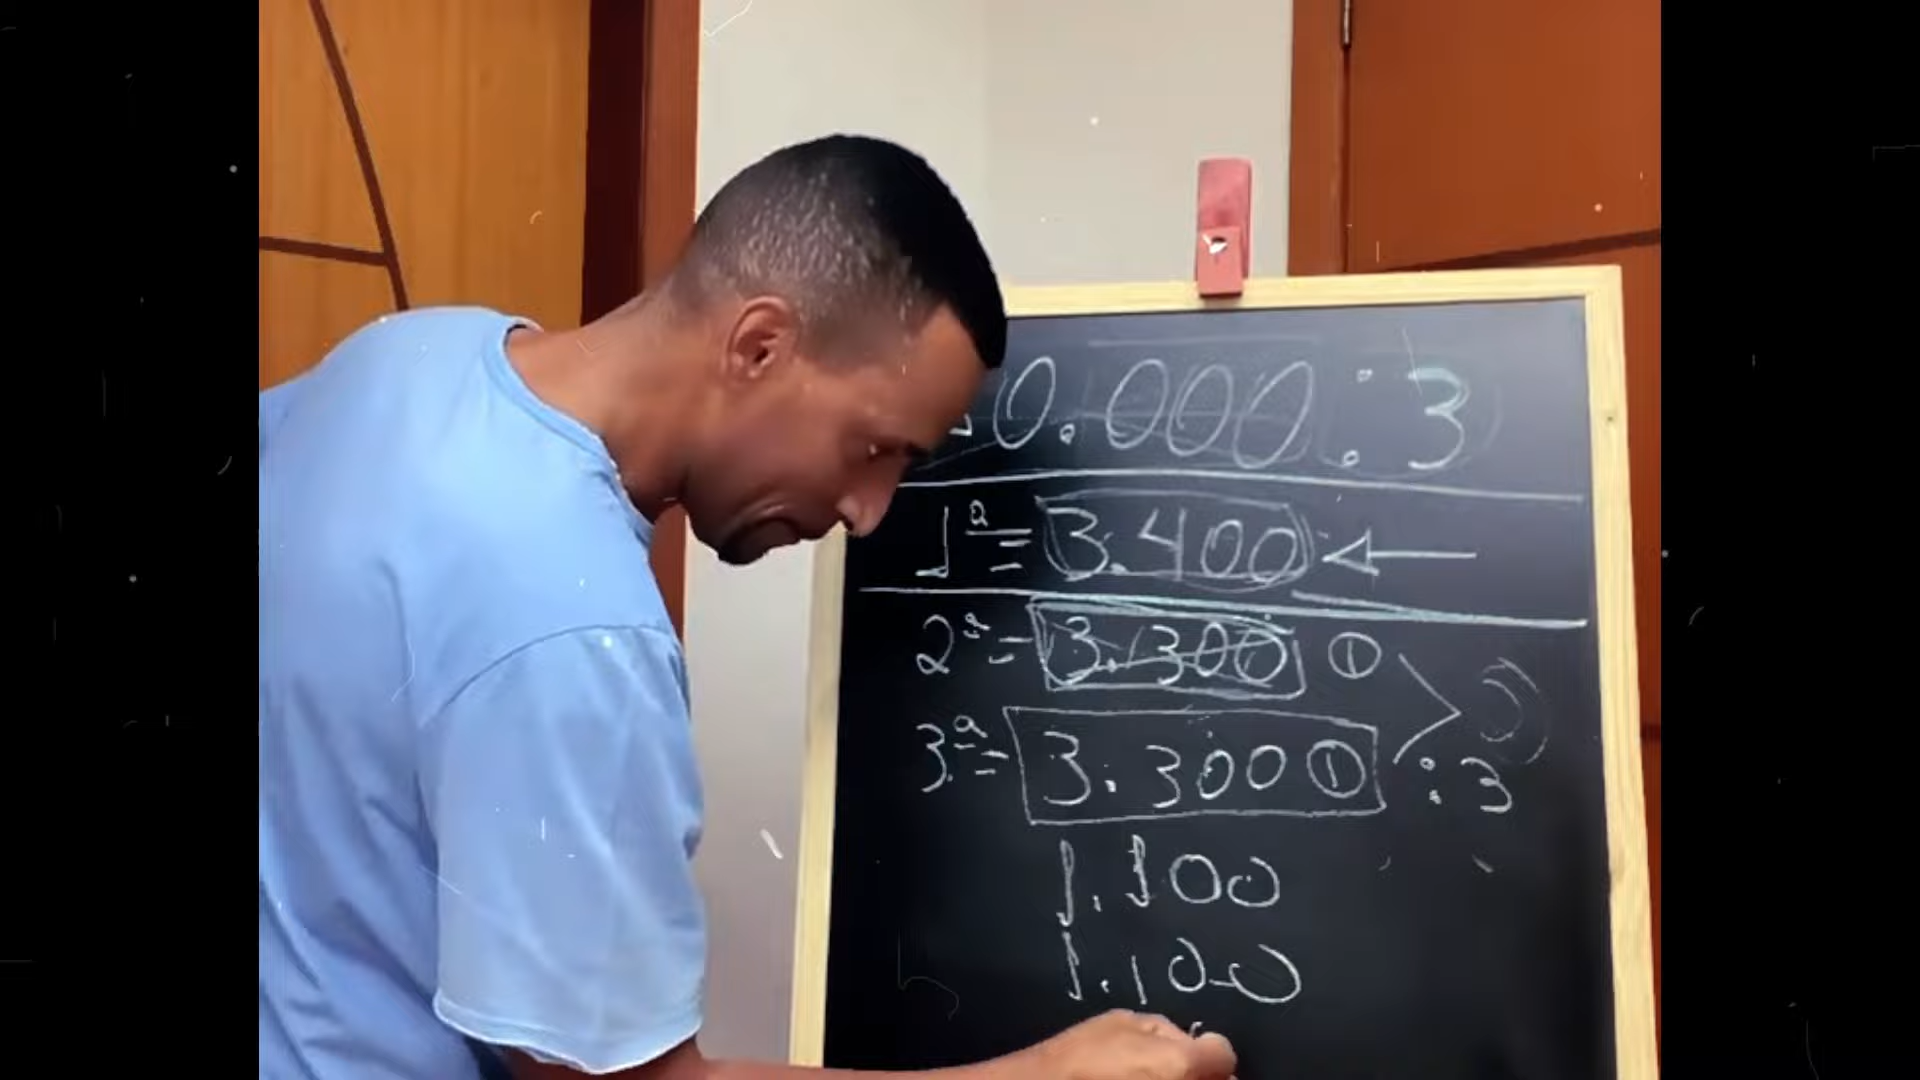 0.000 : 3
1ª = 3.400 ←
2ª = 3.300 ①
3ª = 3.300 ① : 3
1.100
1.100